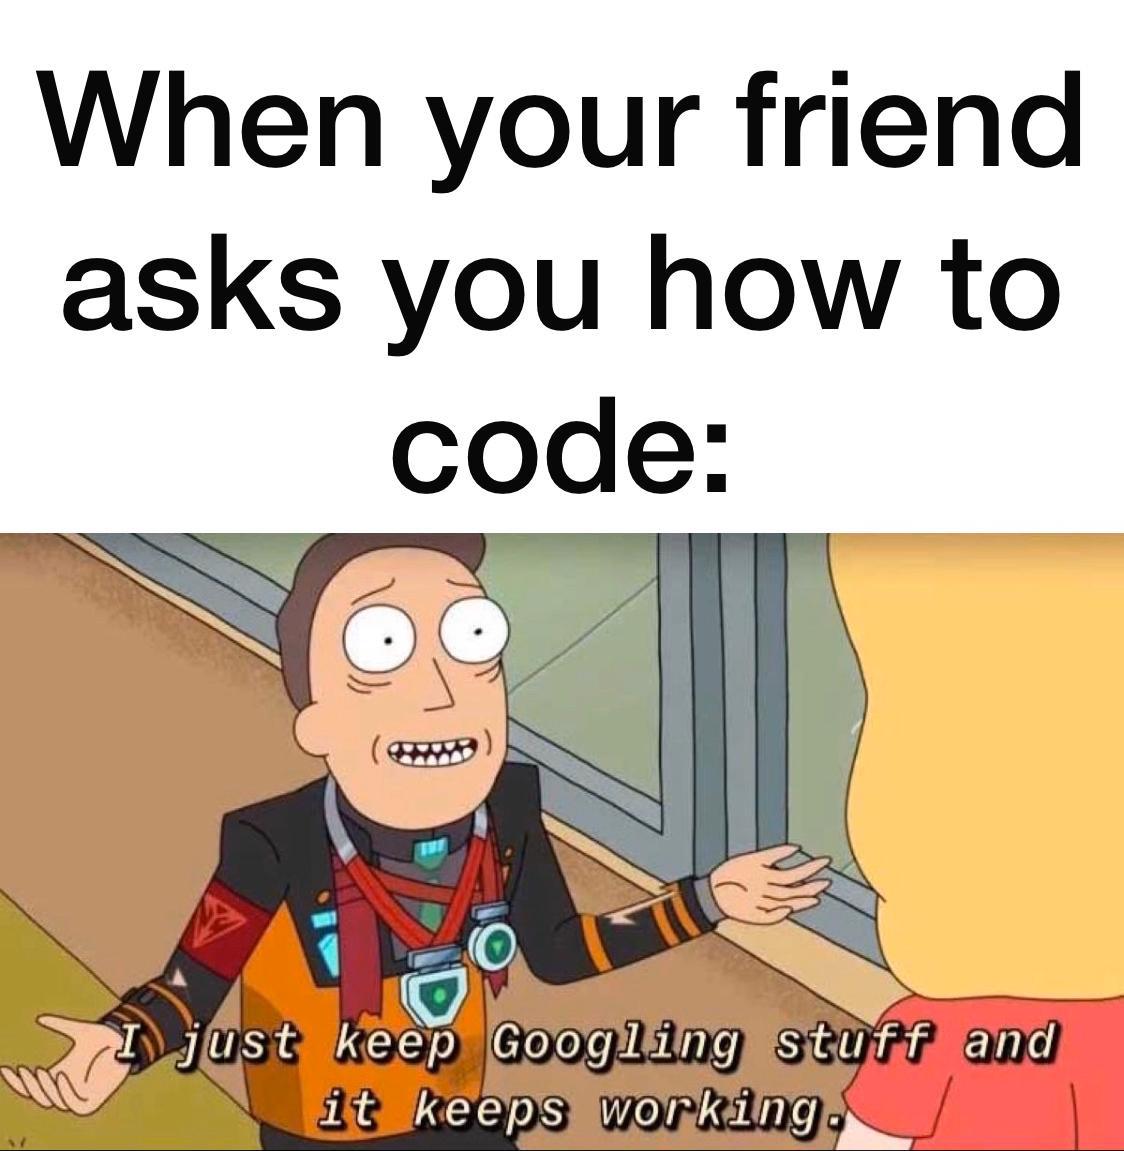 When your friend
asks you how to
code:
I just keep Googling stuff and
it keeps working.